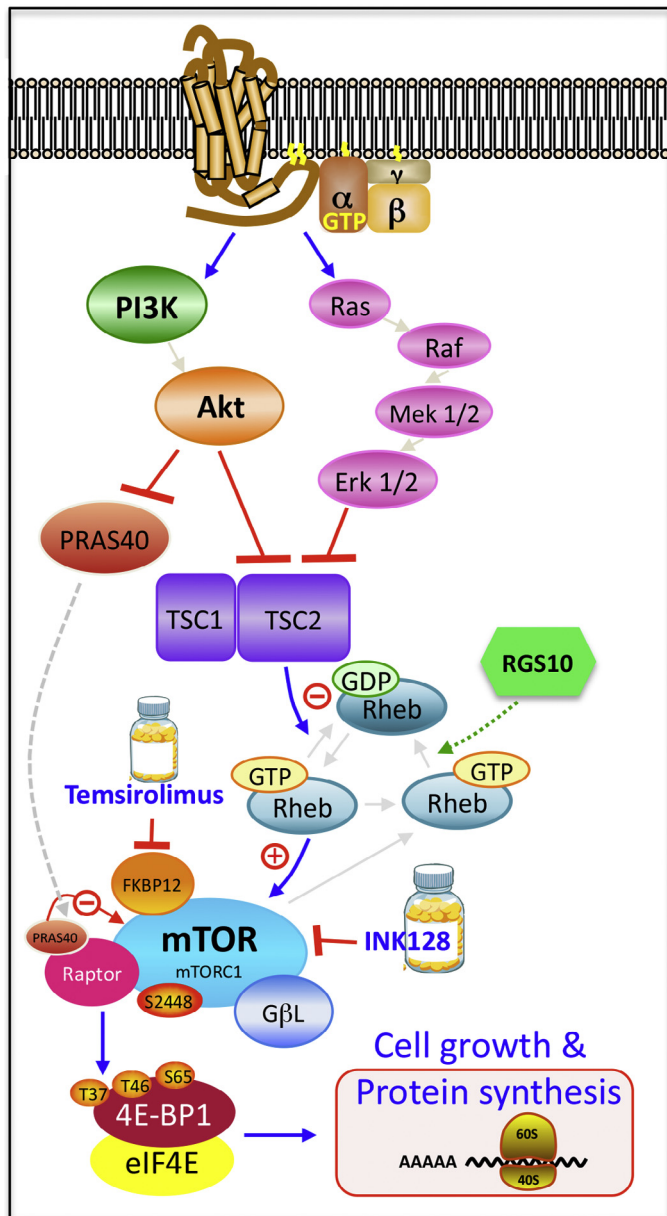 α
GTP
γ
β
PI3K
Ras
Raf
Akt
Mek 1/2
Erk 1/2
PRAS40
TSC1
TSC2
RGS10
GDP
Rheb
GTP
Rheb
GTP
Rheb
Temsirolimus
FKBP12
PRAS40
Raptor
mTOR
mTORC1
S2448
GβL
INK128
T37
T46
S65
4E-BP1
eIF4E
Cell growth &
Protein synthesis
60S
AAAAA
40S